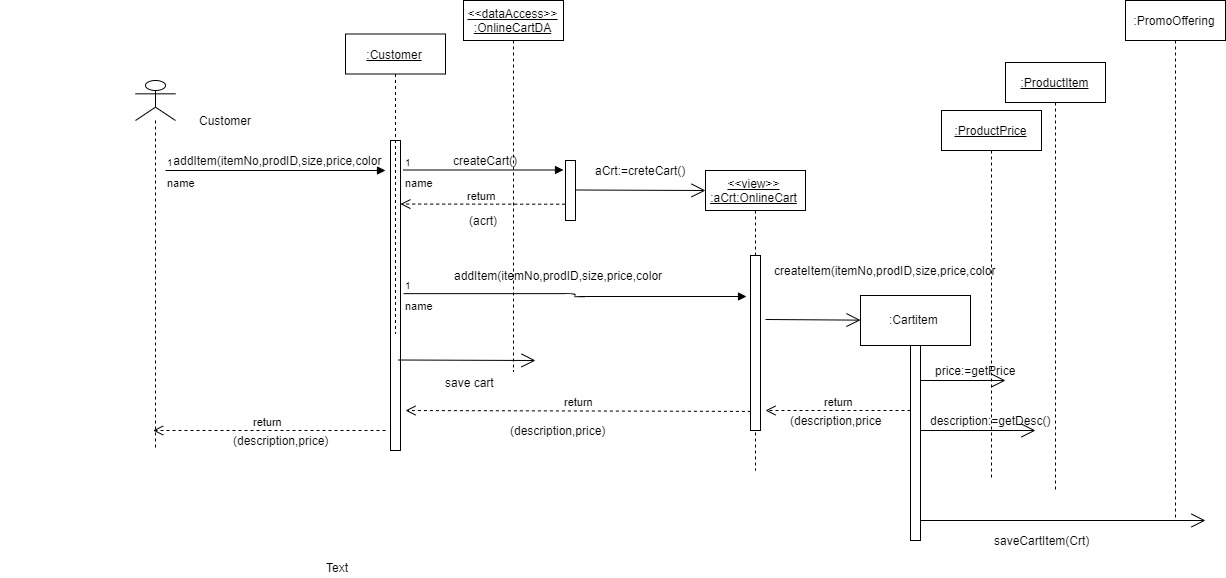 <<dataAccess>>
:OnlineCartDA
:PromoOffering
:Customer
:ProductItem
Customer
:ProductPrice
1 addItem(itemNo,prodID,size,price,color
name
1
createCart()
name
return
(acrt)
aCrt:=creteCart()
<<view>>
:aCrt:OnlineCart
addItem(itemNo,prodID,size,price,color
1
name
createItem(itemNo,prodID,size,price,color
:Cartitem
save cart
price:=getPrice
return
(description,price)
return
(description,price)
return
(description,price
description:=getDesc()
saveCartItem(Crt)
Text